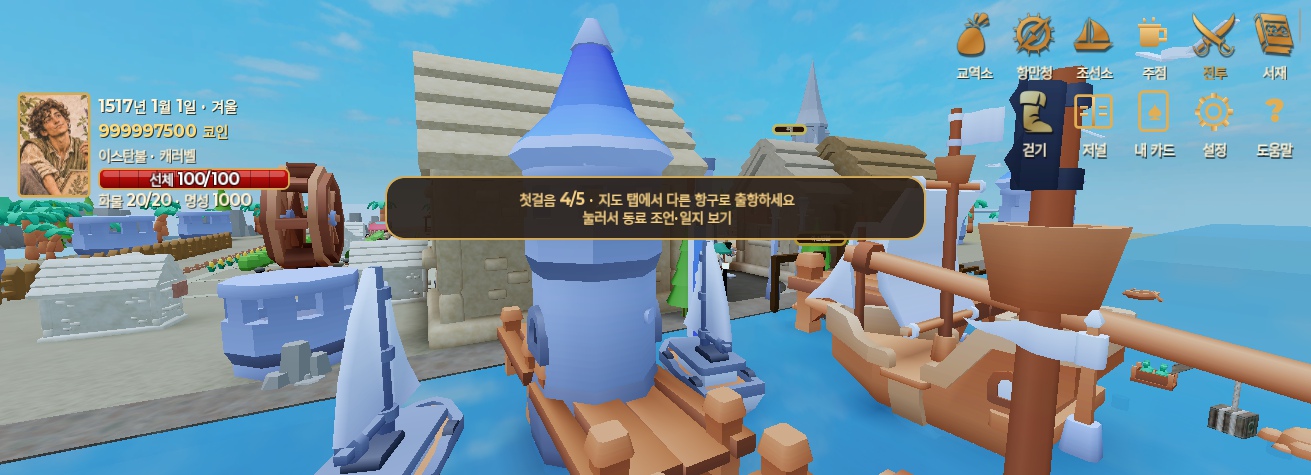 교역소 항만청 조선소 주점 전투 서재
걷기 저널 내 카드 설정 도움말
1517년 1월 1일 · 겨울
999997500 코인
이스탄불 · 캐러벨
선체 100/100
화물 20/20 · 명성 1000
첫걸음 4/5 · 지도 탭에서 다른 항구로 출항하세요
눌러서 동료 조언·일지 보기